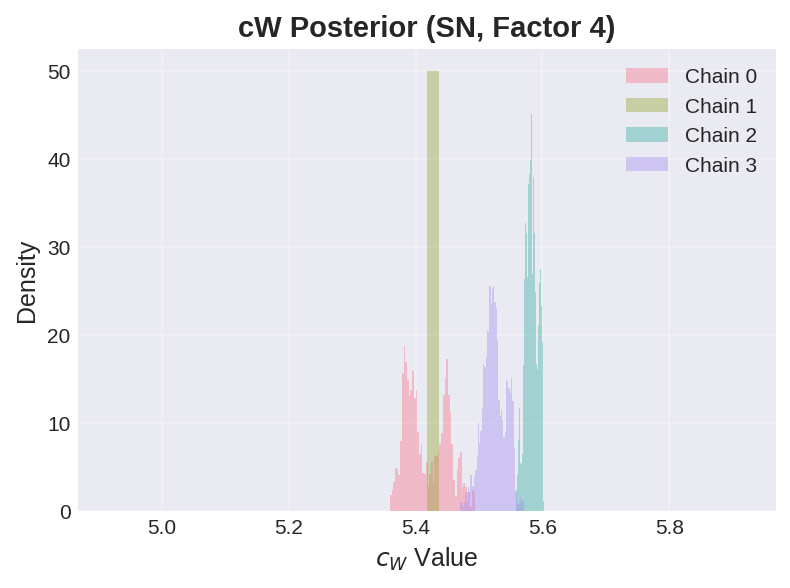 cW Posterior (SN, Factor 4)
50
40
30
20
10
0
Density
Chain 0
Chain 1
Chain 2
Chain 3
5.0 5.2 5.4 5.6 5.8
c_W Value